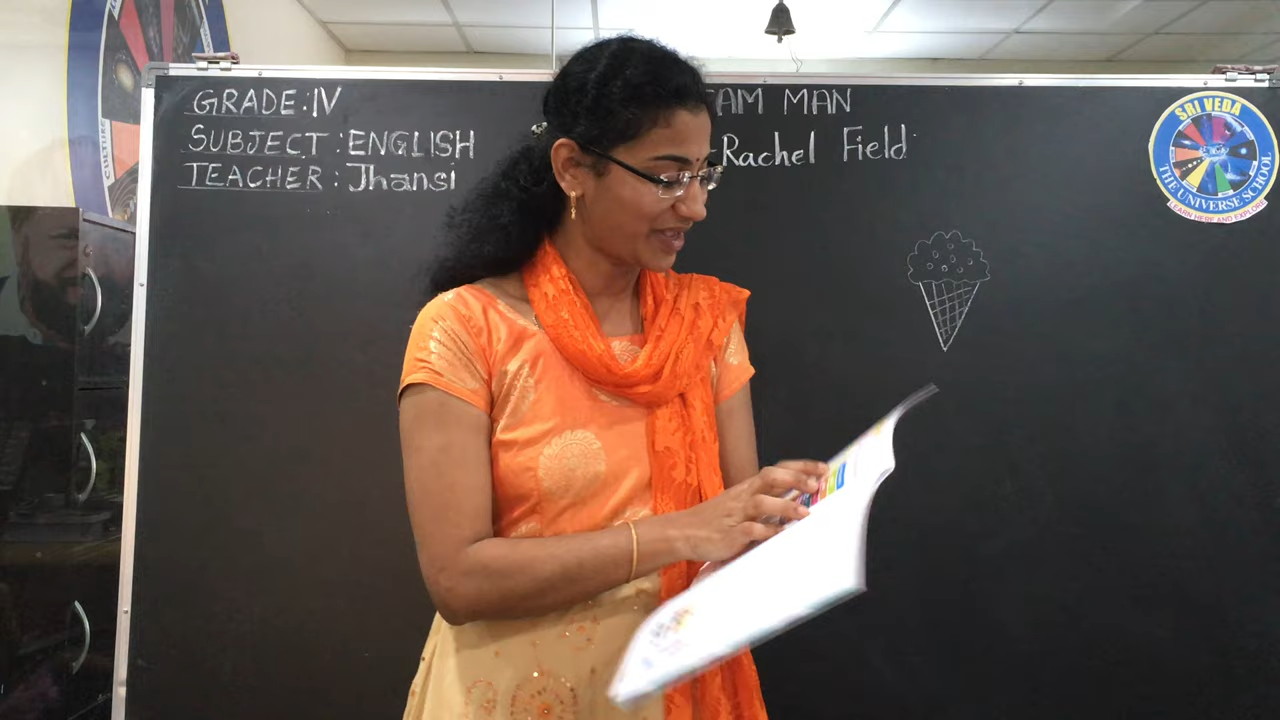 GRADE:IV
SUBJECT:ENGLISH
TEACHER:Jhansi
AM MAN
-Rachel Field
SRI VEDA
THE UNIVERSE SCHOOL
LEARN HERE AND EXPLORE
CULTURE